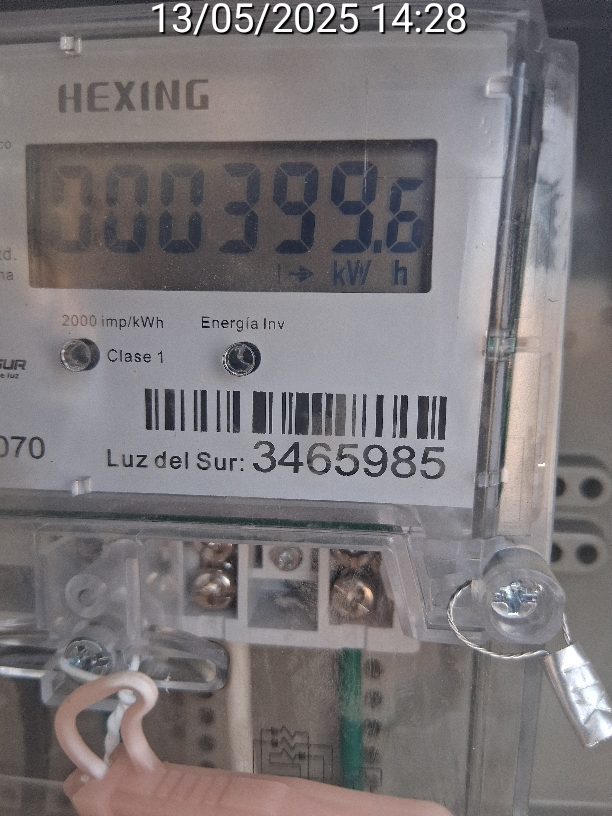 13/05/2025 14:28
HEXING
000399.6
kW h
2000 imp/kWh Energía Inv
Clase 1
SUR
070
Luz del Sur: 3465985